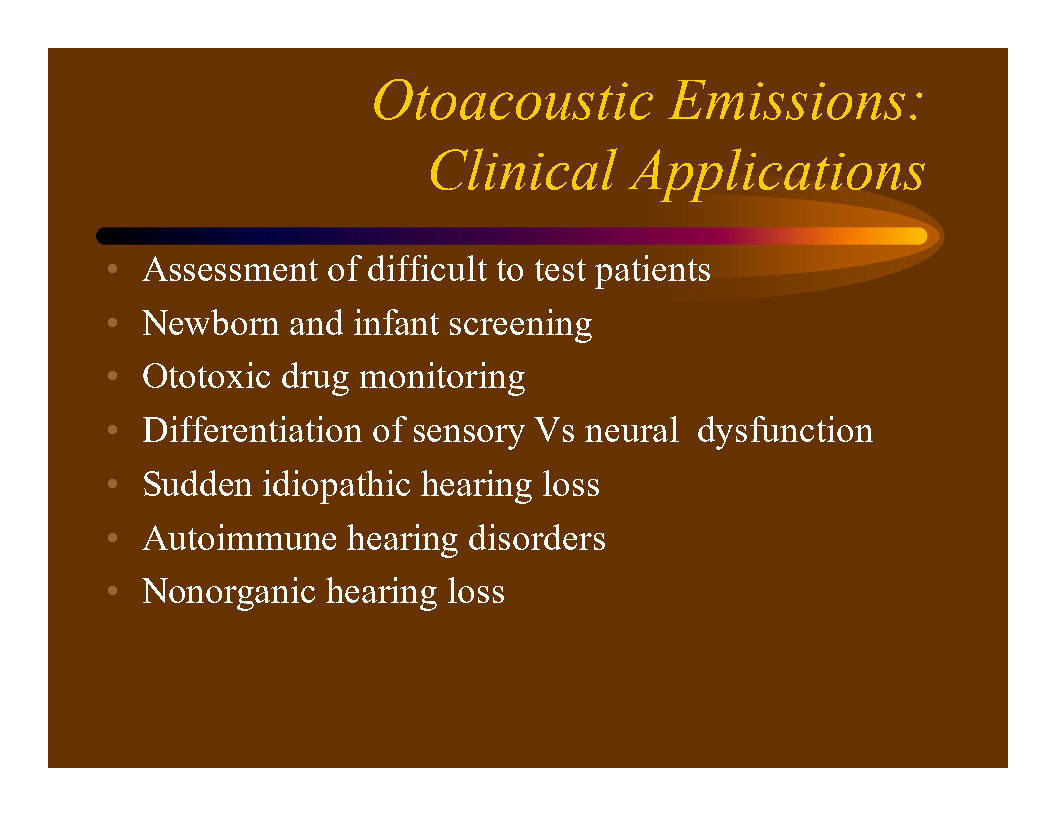 Otoacoustic Emissions:
Clinical Applications
• Assessment of difficult to test patients
• Newborn and infant screening
• Ototoxic drug monitoring
• Differentiation of sensory Vs neural  dysfunction
• Sudden idiopathic hearing loss
• Autoimmune hearing disorders
• Nonorganic hearing loss